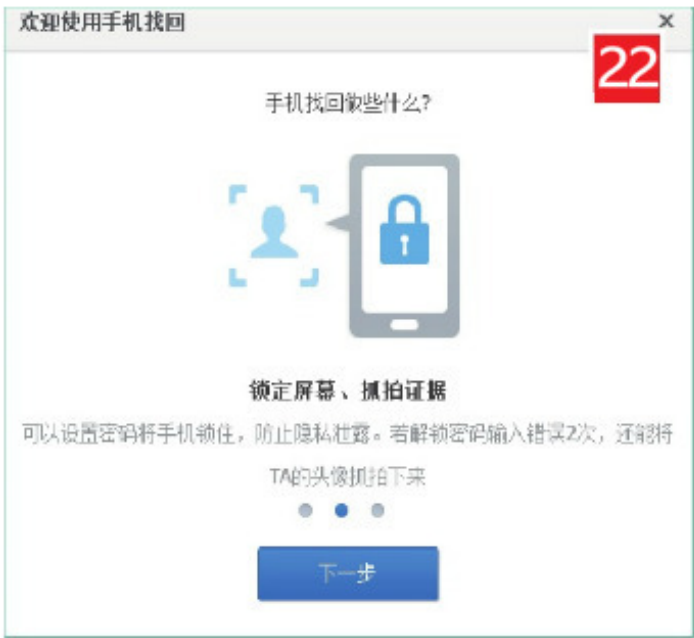 欢迎使用手机找回
×
22
手机找回做些什么?
锁定屏幕、抓拍证据
可以设置密码将手机锁住，防止隐私泄露。若解锁密码输入错误2次，还能将
TA的头像抓拍下来
下一步